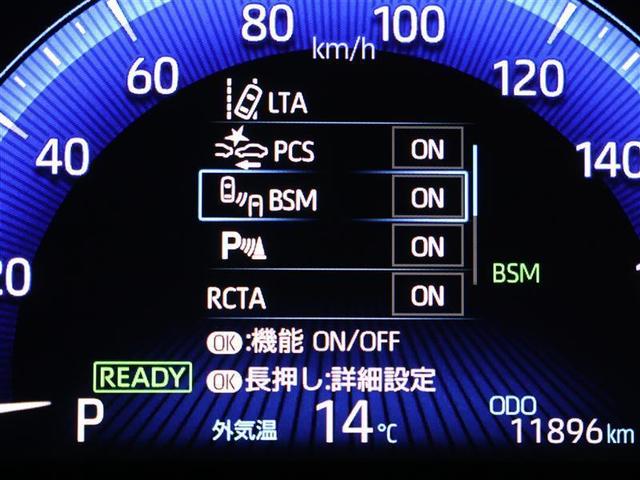 80 100
km/h
60 120
LTA
40 140
PCS ON
BSM ON
P ON
20
BSM
RCTA ON
OK:機能 ON/OFF
READY
OK長押し:詳細設定
P
外気温 14℃
ODO
11896km